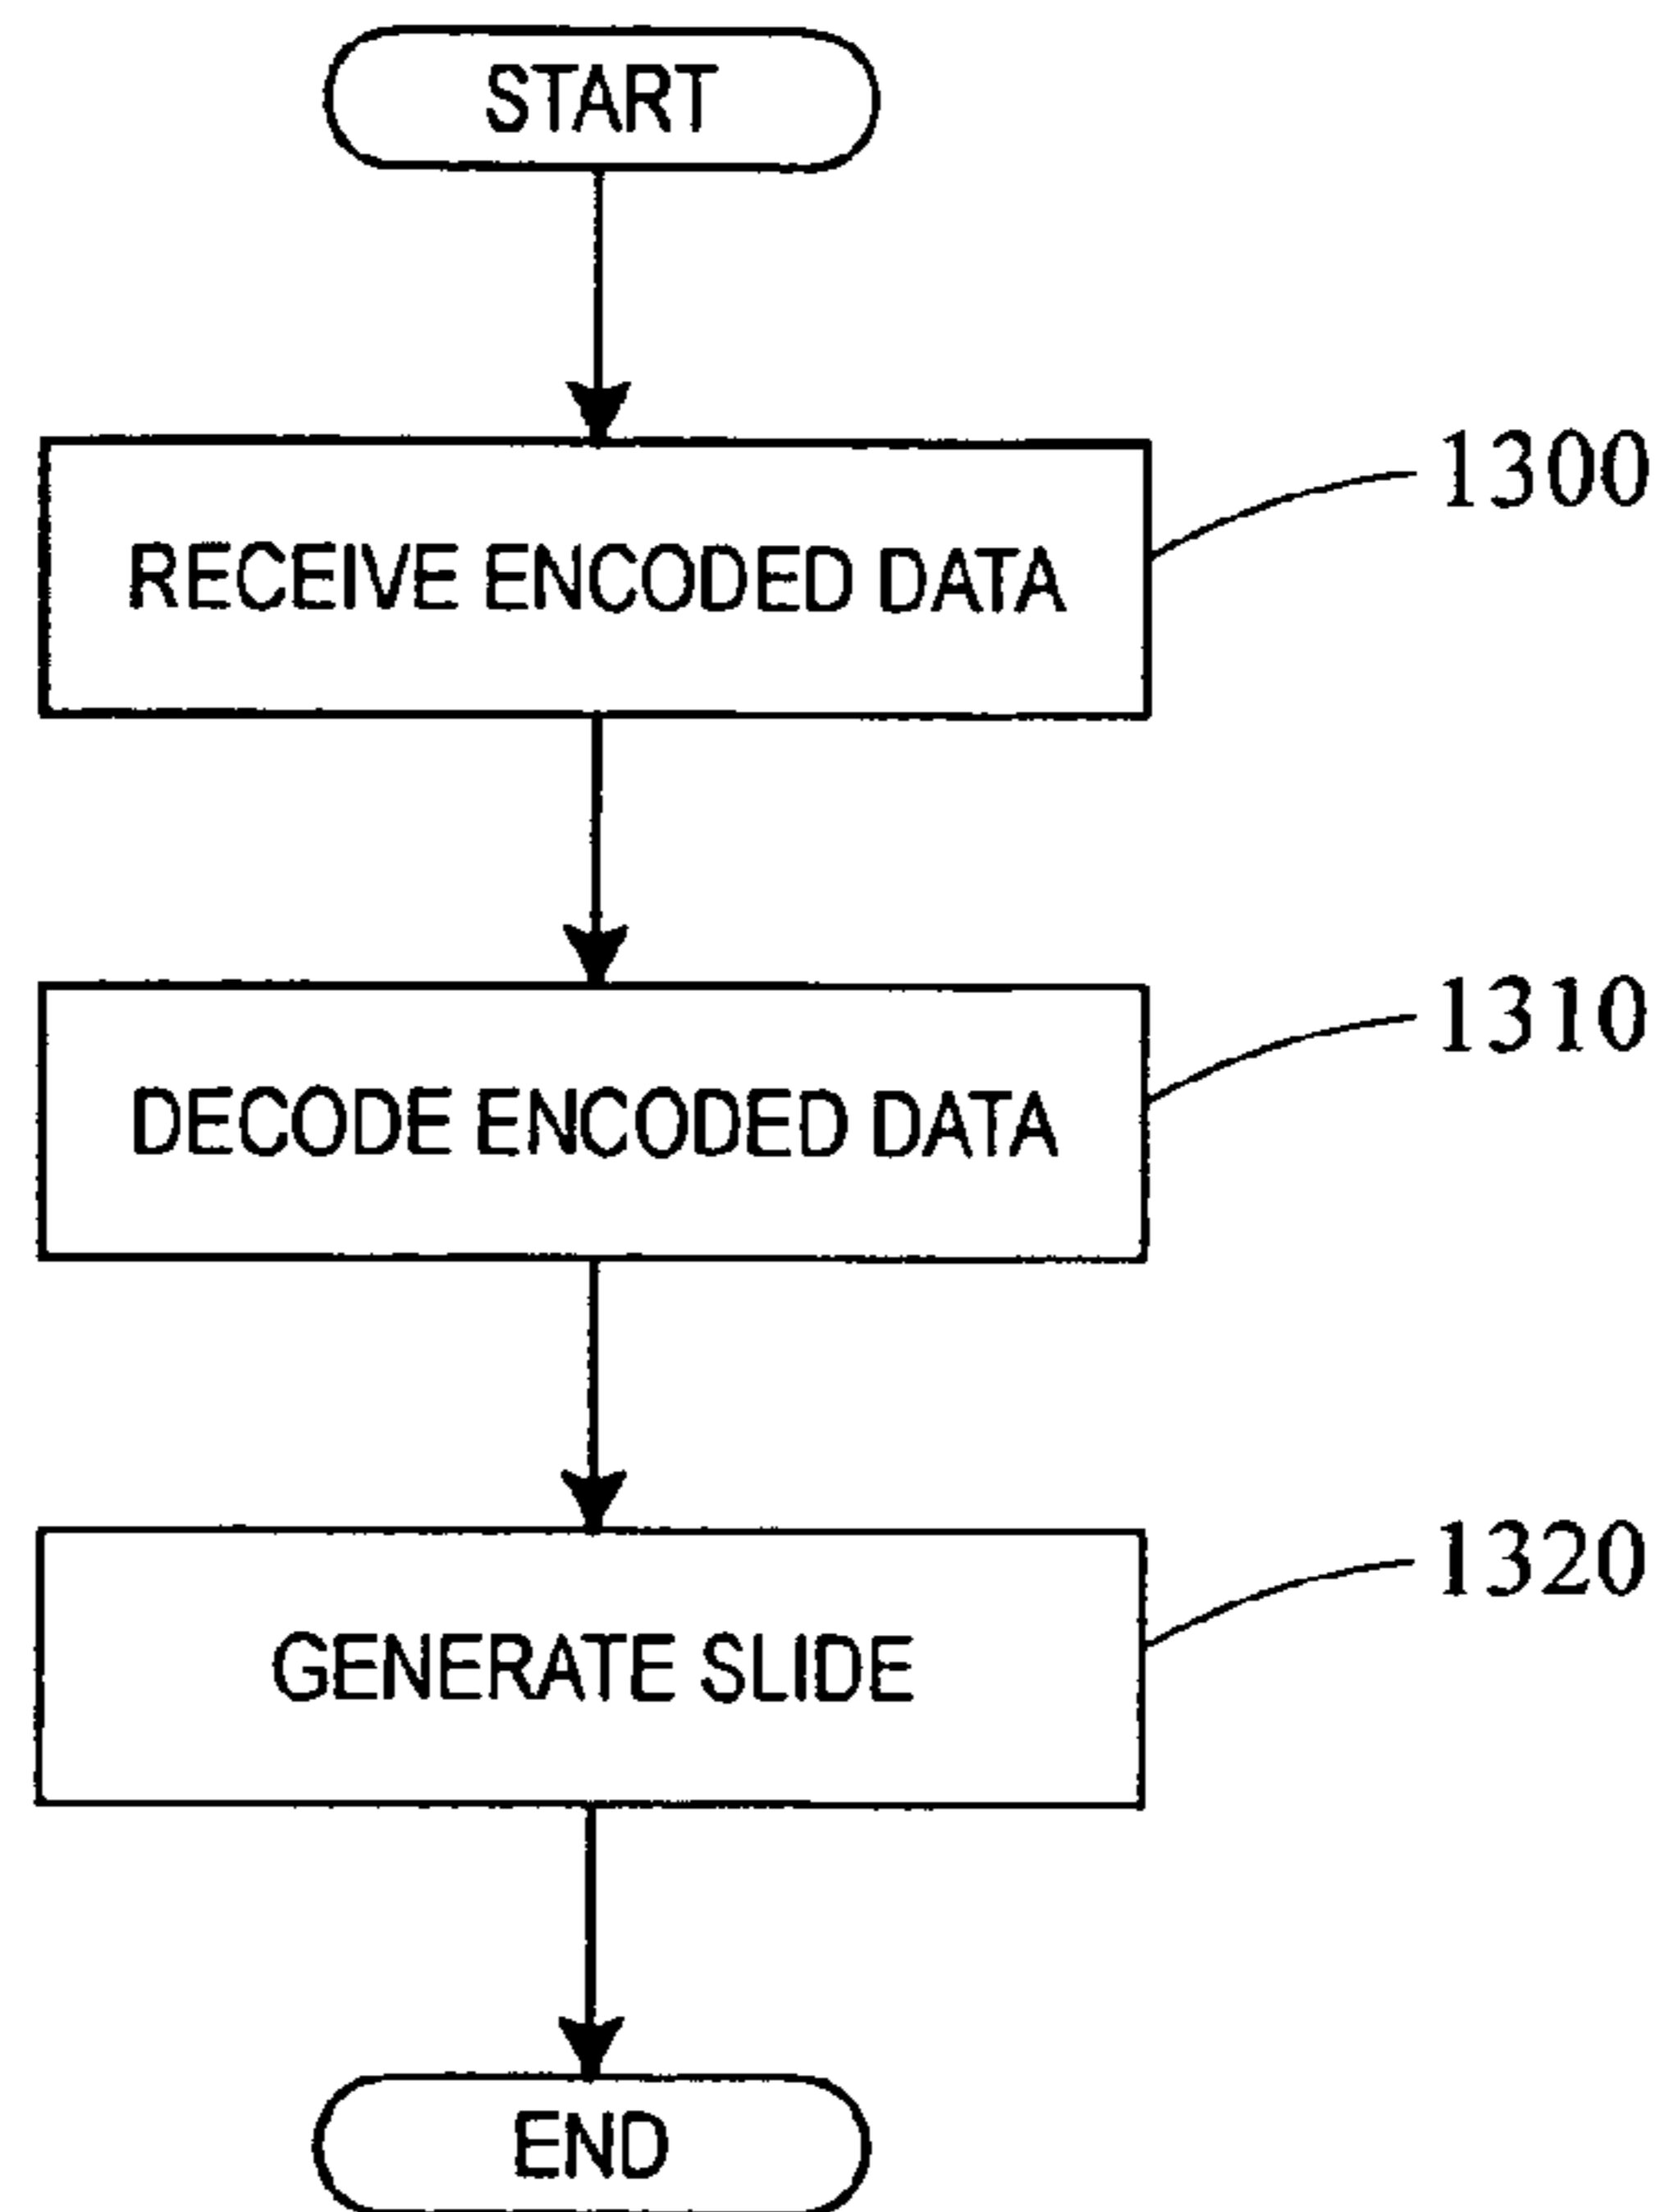 START
RECEIVE ENCODED DATA
1300
DECODE ENCODED DATA
1310
GENERATE SLIDE
1320
END